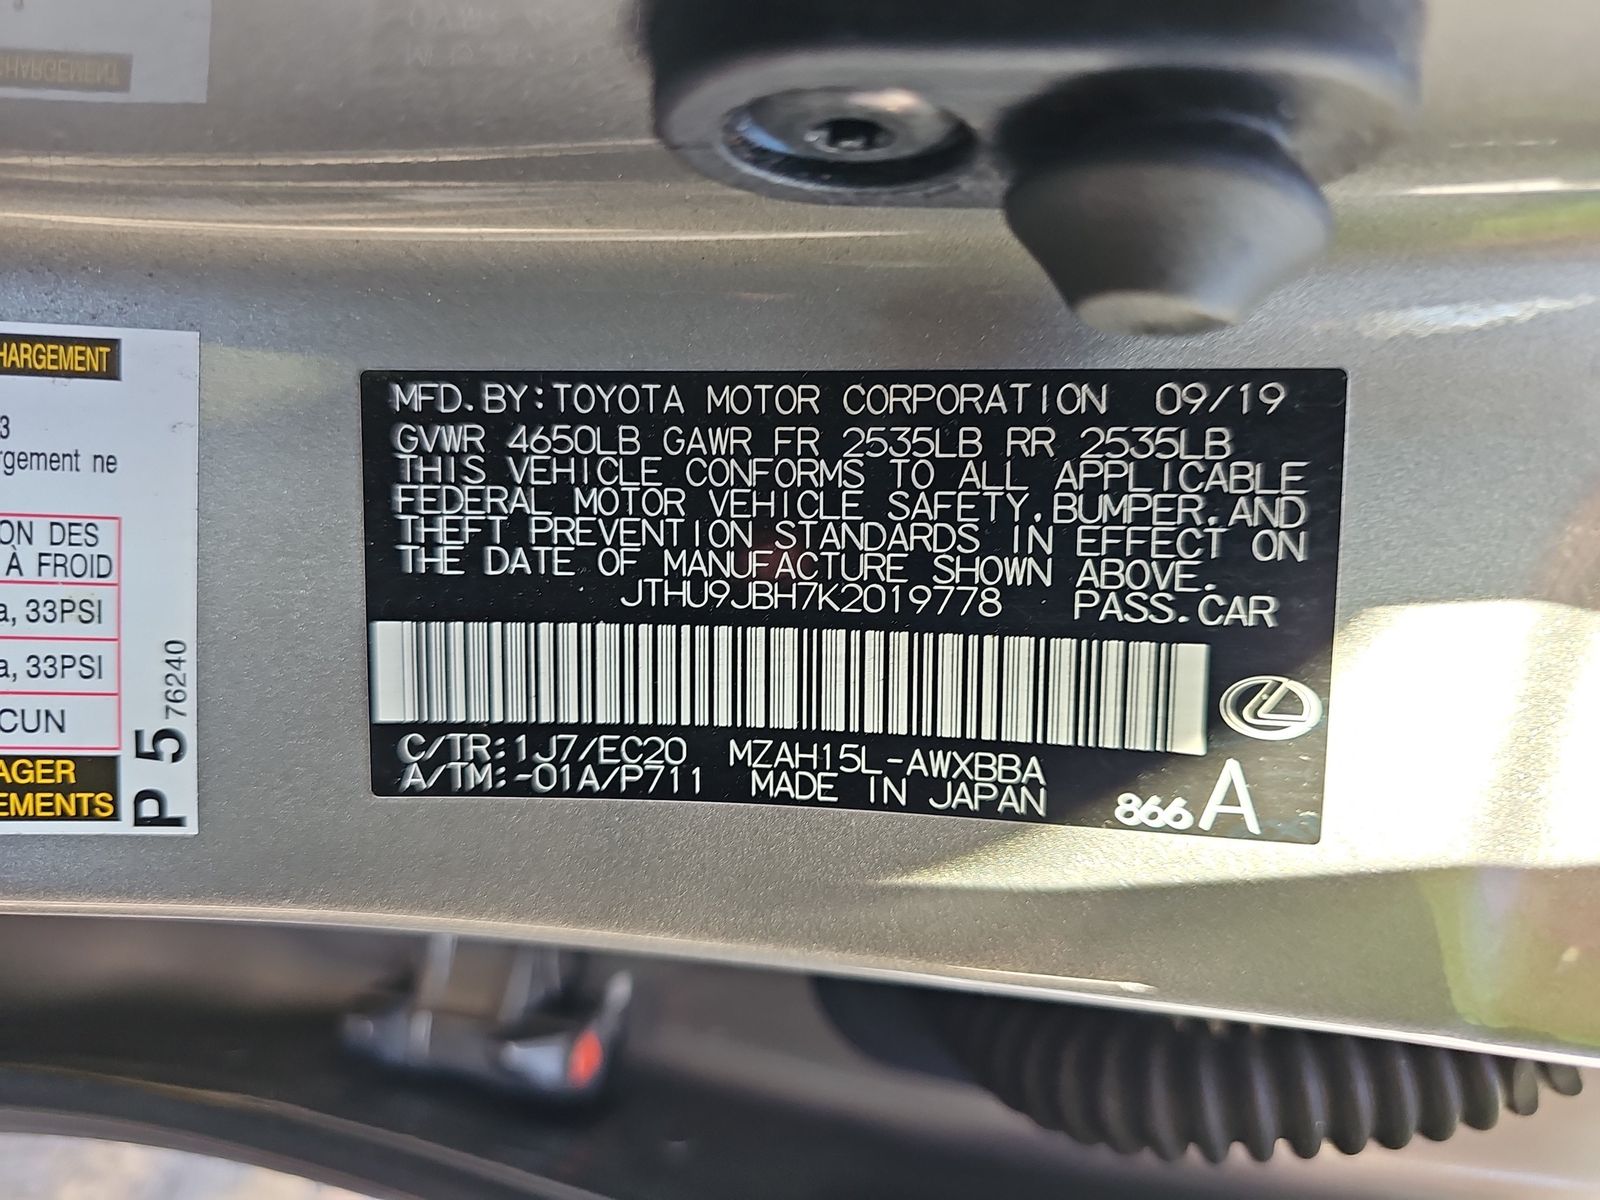 HARGEMENT
3
rgement ne
ON DES
À FROID
a, 33PSI
a, 33PSI
CUN
AGER
EMENTS
P 5 76240
MFD.BY:TOYOTA MOTOR CORPORATION 09/19
GVWR 4650LB GAWR FR 2535LB RR 2535LB
THIS VEHICLE CONFORMS TO ALL APPLICABLE
FEDERAL MOTOR VEHICLE SAFETY,BUMPER,AND
THEFT PREVENTION STANDARDS IN EFFECT ON
THE DATE OF MANUFACTURE SHOWN ABOVE.
JTHU9JBH7K2019778 PASS.CAR
C/TR:1J7/EC20 MZAH15L-AWXBBA
A/TM:-01A/P711 MADE IN JAPAN
866 A